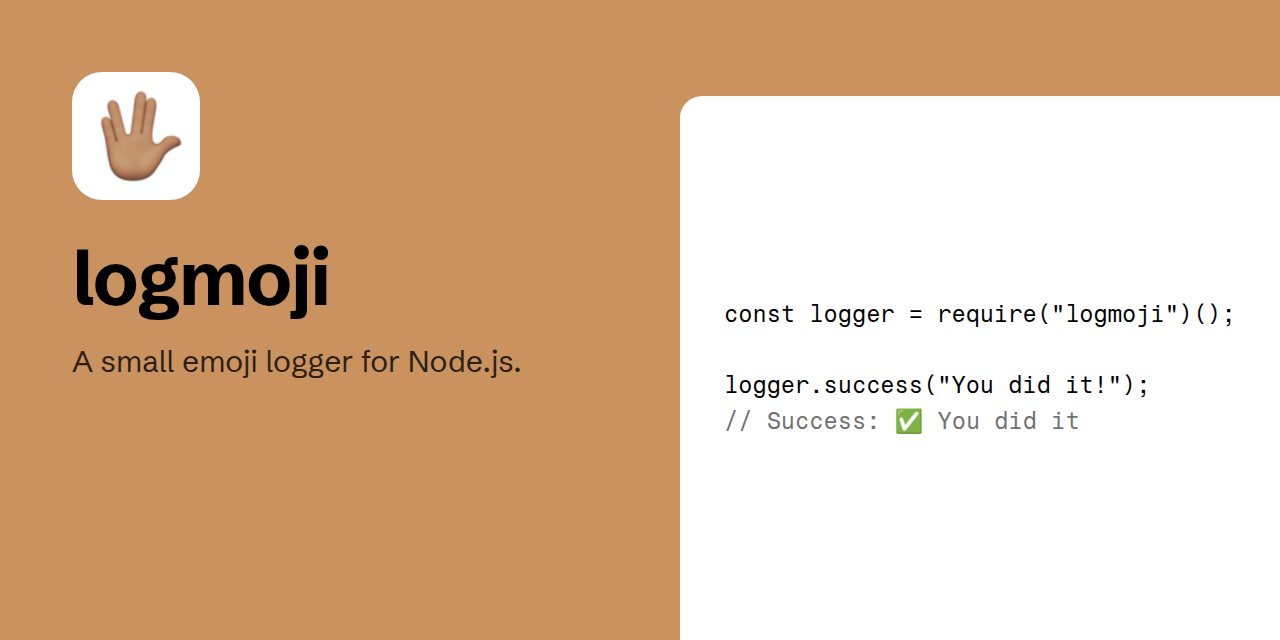 logmoji
A small emoji logger for Node.js.
const logger = require("logmoji")();
logger.success("You did it!");
// Success: ✅ You did it